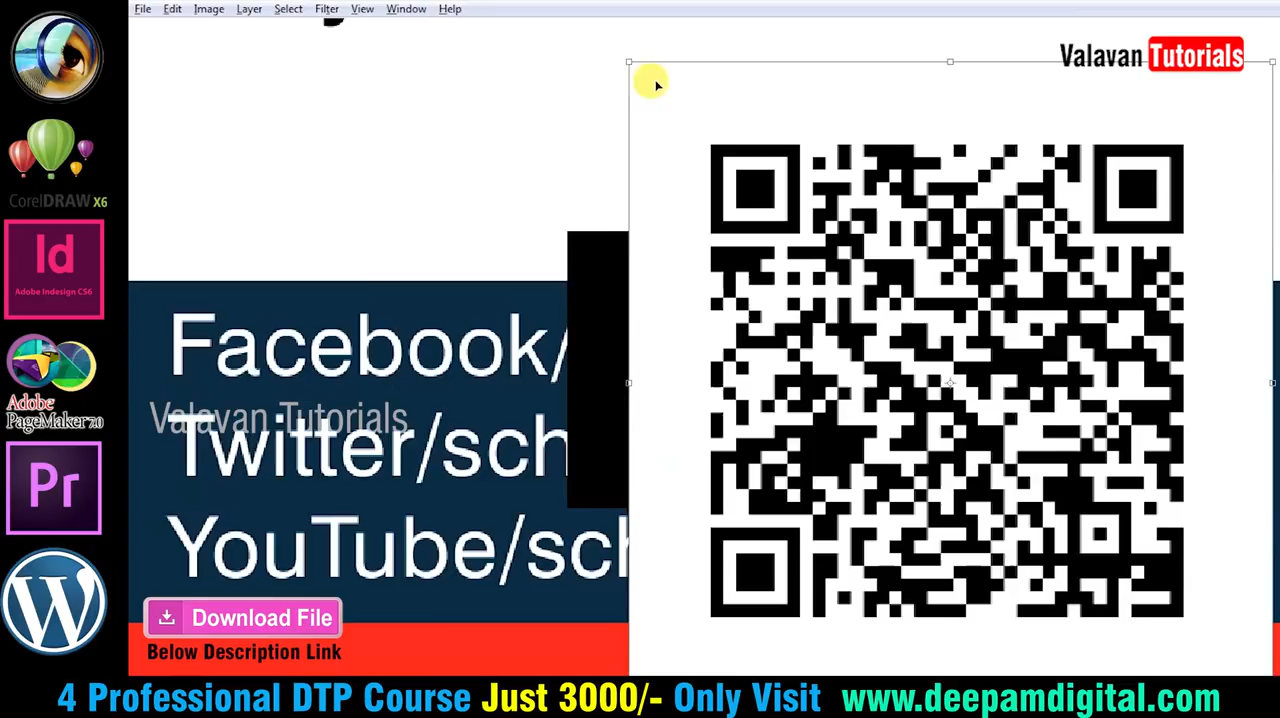 File Edit Image Layer Select Filter View Window Help
Valavan Tutorials
CorelDRAW X6
Id
Adobe Indesign CS6
Adobe
PageMaker 7.0
Pr
W
Facebook/
Valavan Tutorials
Twitter/sch
YouTube/sch
Download File
Below Description Link
4 Professional DTP Course Just 3000/- Only Visit www.deepamdigital.com